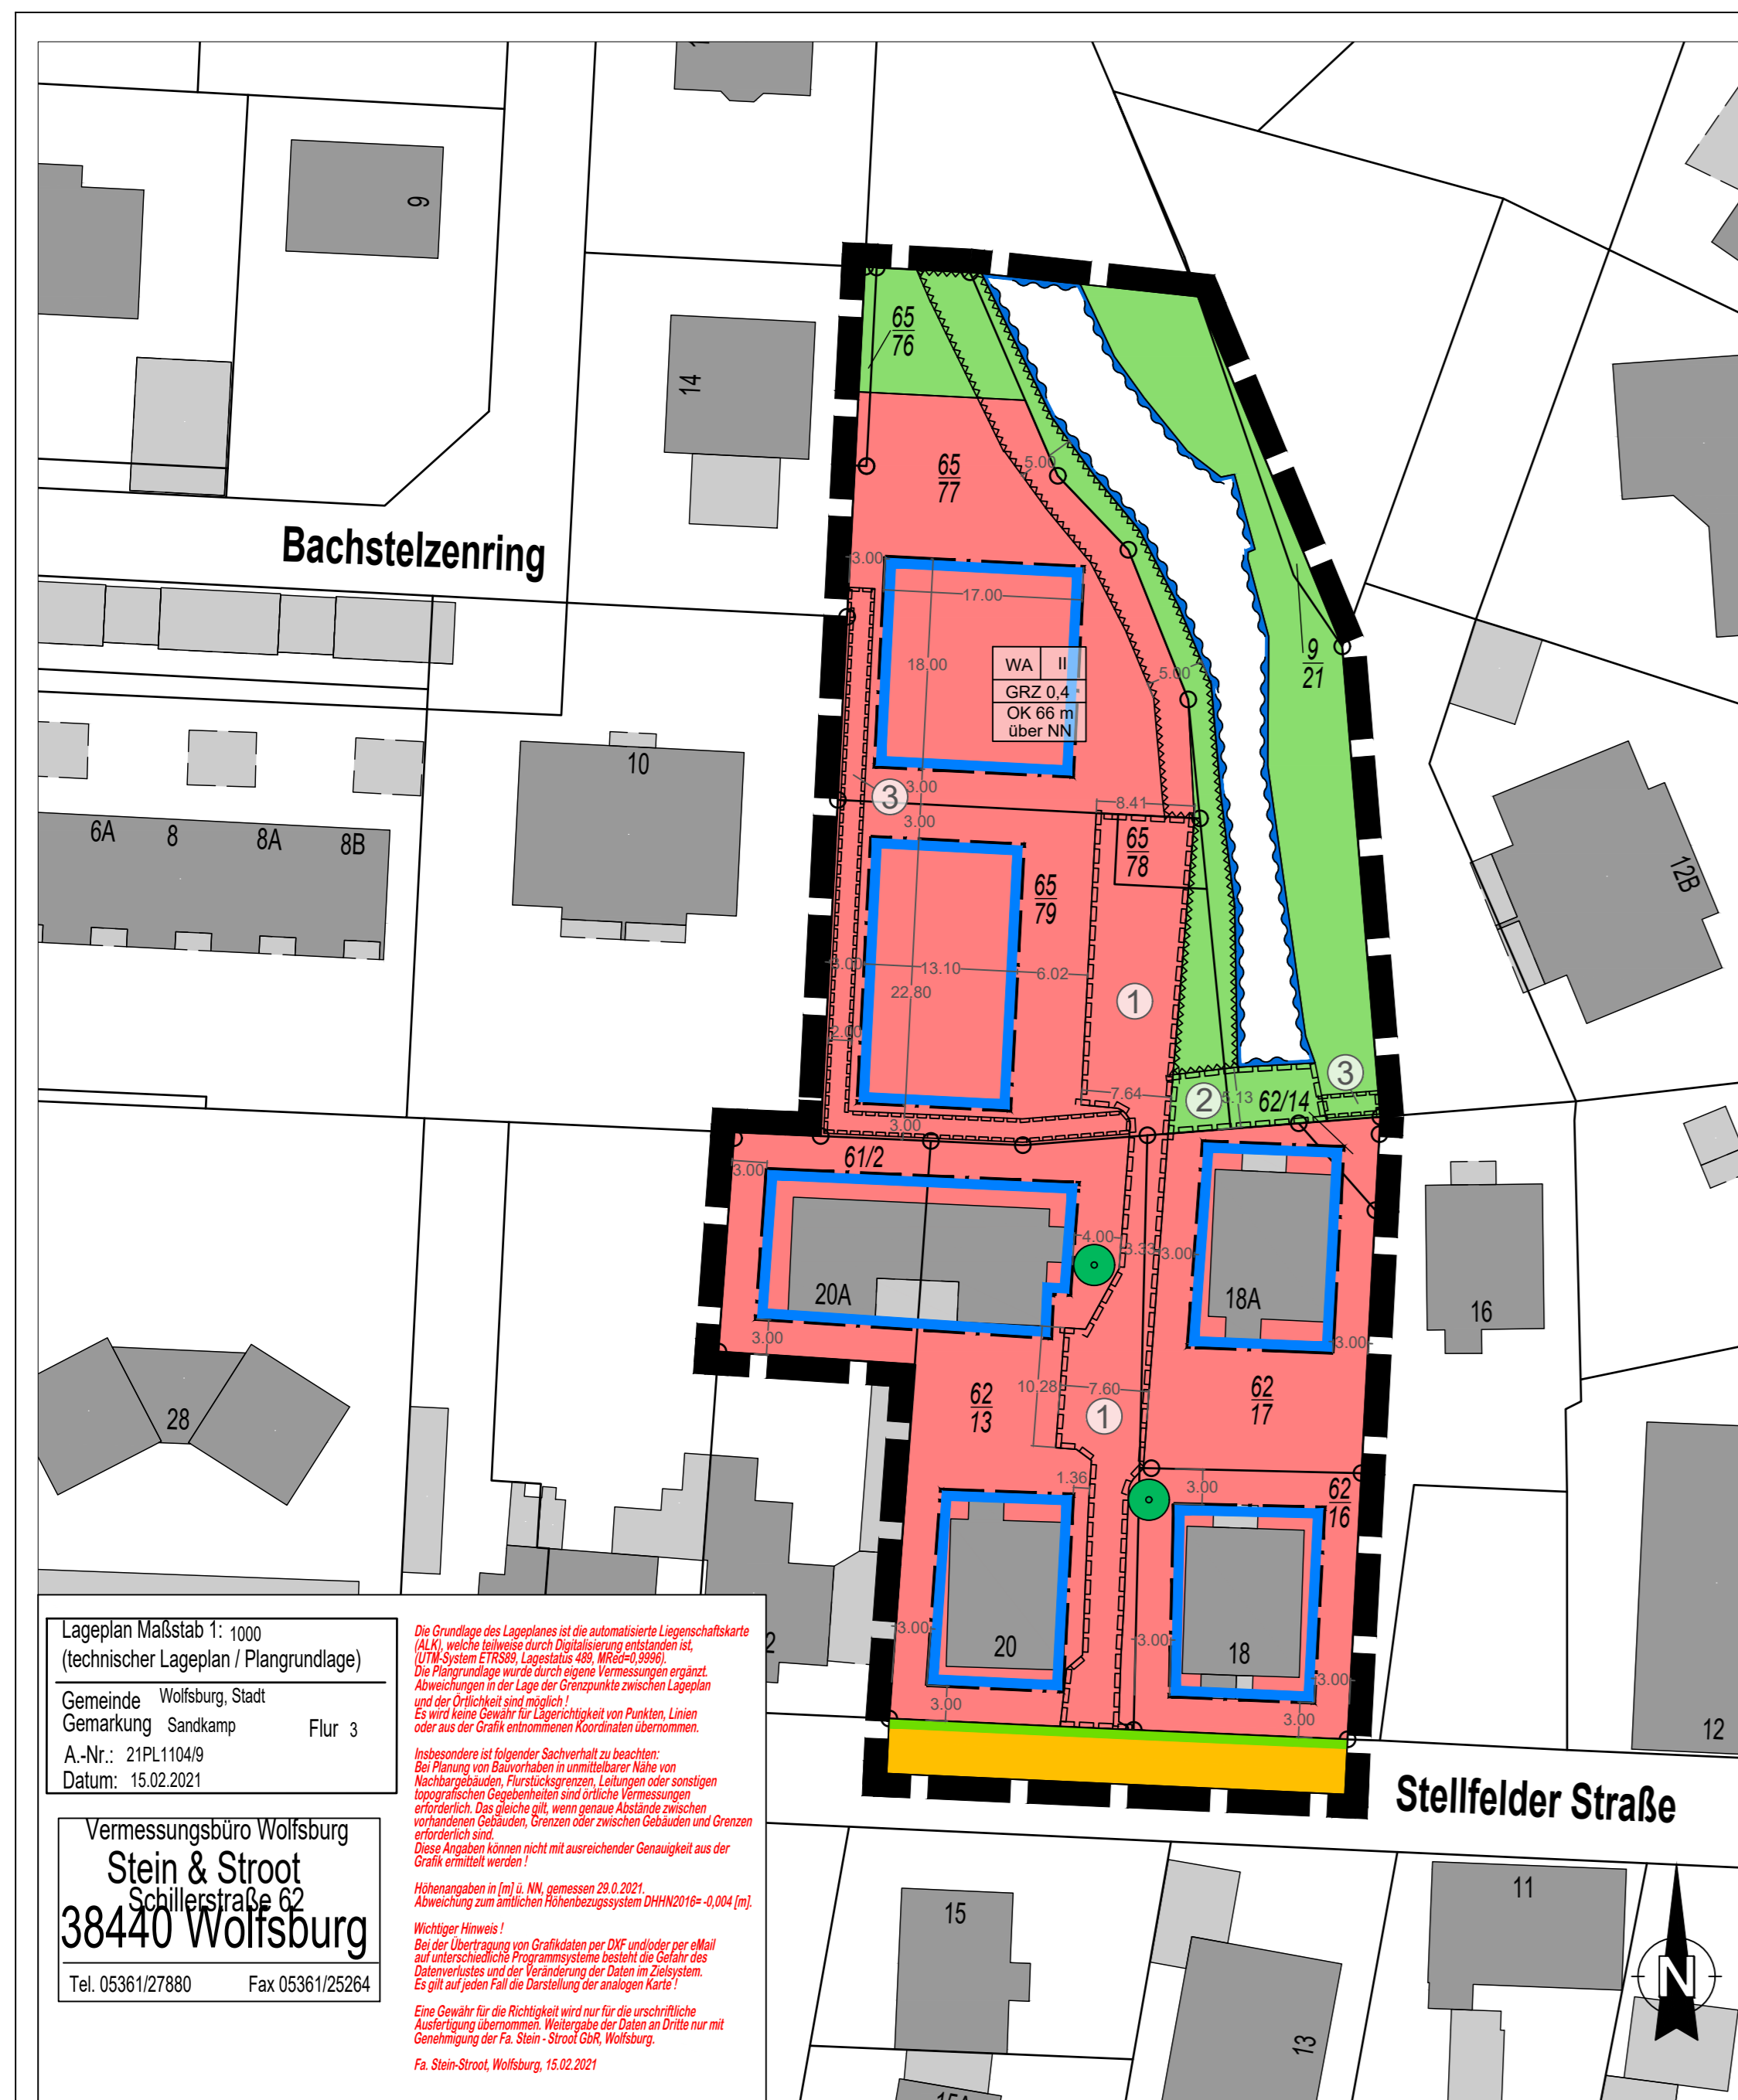 9
65
76
14
65
77
5.00
Bachstelzenring
3.00
17.00
18.00
WA II
GRZ 0,4
OK 66 m
über NN
5.00
9
21
10
3
3.00
3.00
8.41
65
78
6A 8 8A 8B
12B
65
79
3.00
13.10
6.02
22.80
1
2.00
3
7.64
2
5.13
62/14
3.00
61/2
3.00
4.00
3.33
3.00
20A
18A
16
3.00
3.00
10.28
7.60
62
13
1
62
17
28
1.36
3.00
62
16
3.00
20
3.00
18
3.00
3.00
3.00
2
12
Stellfelder Straße
Lageplan Maßstab 1: 1000
(technischer Lageplan / Plangrundlage)
Gemeinde Wolfsburg, Stadt
Gemarkung Sandkamp Flur 3
A.-Nr.: 21PL1104/9
Datum: 15.02.2021
Vermessungsbüro Wolfsburg
Stein & Stroot
Schillerstraße 62
38440 Wolfsburg
Tel. 05361/27880 Fax 05361/25264
Die Grundlage des Lageplanes ist die automatisierte Liegenschaftskarte
(ALK), welche teilweise durch Digitalisierung entstanden ist,
(UTM-System ETRS89, Lagestatus 489, MRed=0,9996).
Die Plangrundlage wurde durch eigene Vermessungen ergänzt.
Abweichungen in der Lage der Grenzpunkte zwischen Lageplan
und der Örtlichkeit sind möglich !
Es wird keine Gewähr für Lagerichtigkeit von Punkten, Linien
oder aus der Grafik entnommenen Koordinaten übernommen.
Insbesondere ist folgender Sachverhalt zu beachten:
Bei Planung von Bauvorhaben in unmittelbarer Nähe von
Nachbargebäuden, Flurstücksgrenzen, Leitungen oder sonstigen
topografischen Gegebenheiten sind örtliche Vermessungen
erforderlich. Das gleiche gilt, wenn genaue Abstände zwischen
vorhandenen Gebäuden, Grenzen oder zwischen Gebäuden und Grenzen
erforderlich sind.
Diese Angaben können nicht mit ausreichender Genauigkeit aus der
Grafik ermittelt werden !
Höhenangaben in [m] ü. NN, gemessen 29.0.2021.
Abweichung zum amtlichen Höhenbezugssystem DHHN2016= -0,004 [m].
Wichtiger Hinweis !
Bei der Übertragung von Grafikdaten per DXF und/oder per eMail
auf unterschiedliche Programmsysteme besteht die Gefahr des
Datenverlustes und der Veränderung der Daten im Zielsystem.
Es gilt auf jeden Fall die Darstellung der analogen Karte !
Eine Gewähr für die Richtigkeit wird nur für die urschriftliche
Ausfertigung übernommen. Weitergabe der Daten an Dritte nur mit
Genehmigung der Fa. Stein - Stroot GbR, Wolfsburg.
Fa. Stein-Stroot, Wolfsburg, 15.02.2021
15
11
13
N
15A